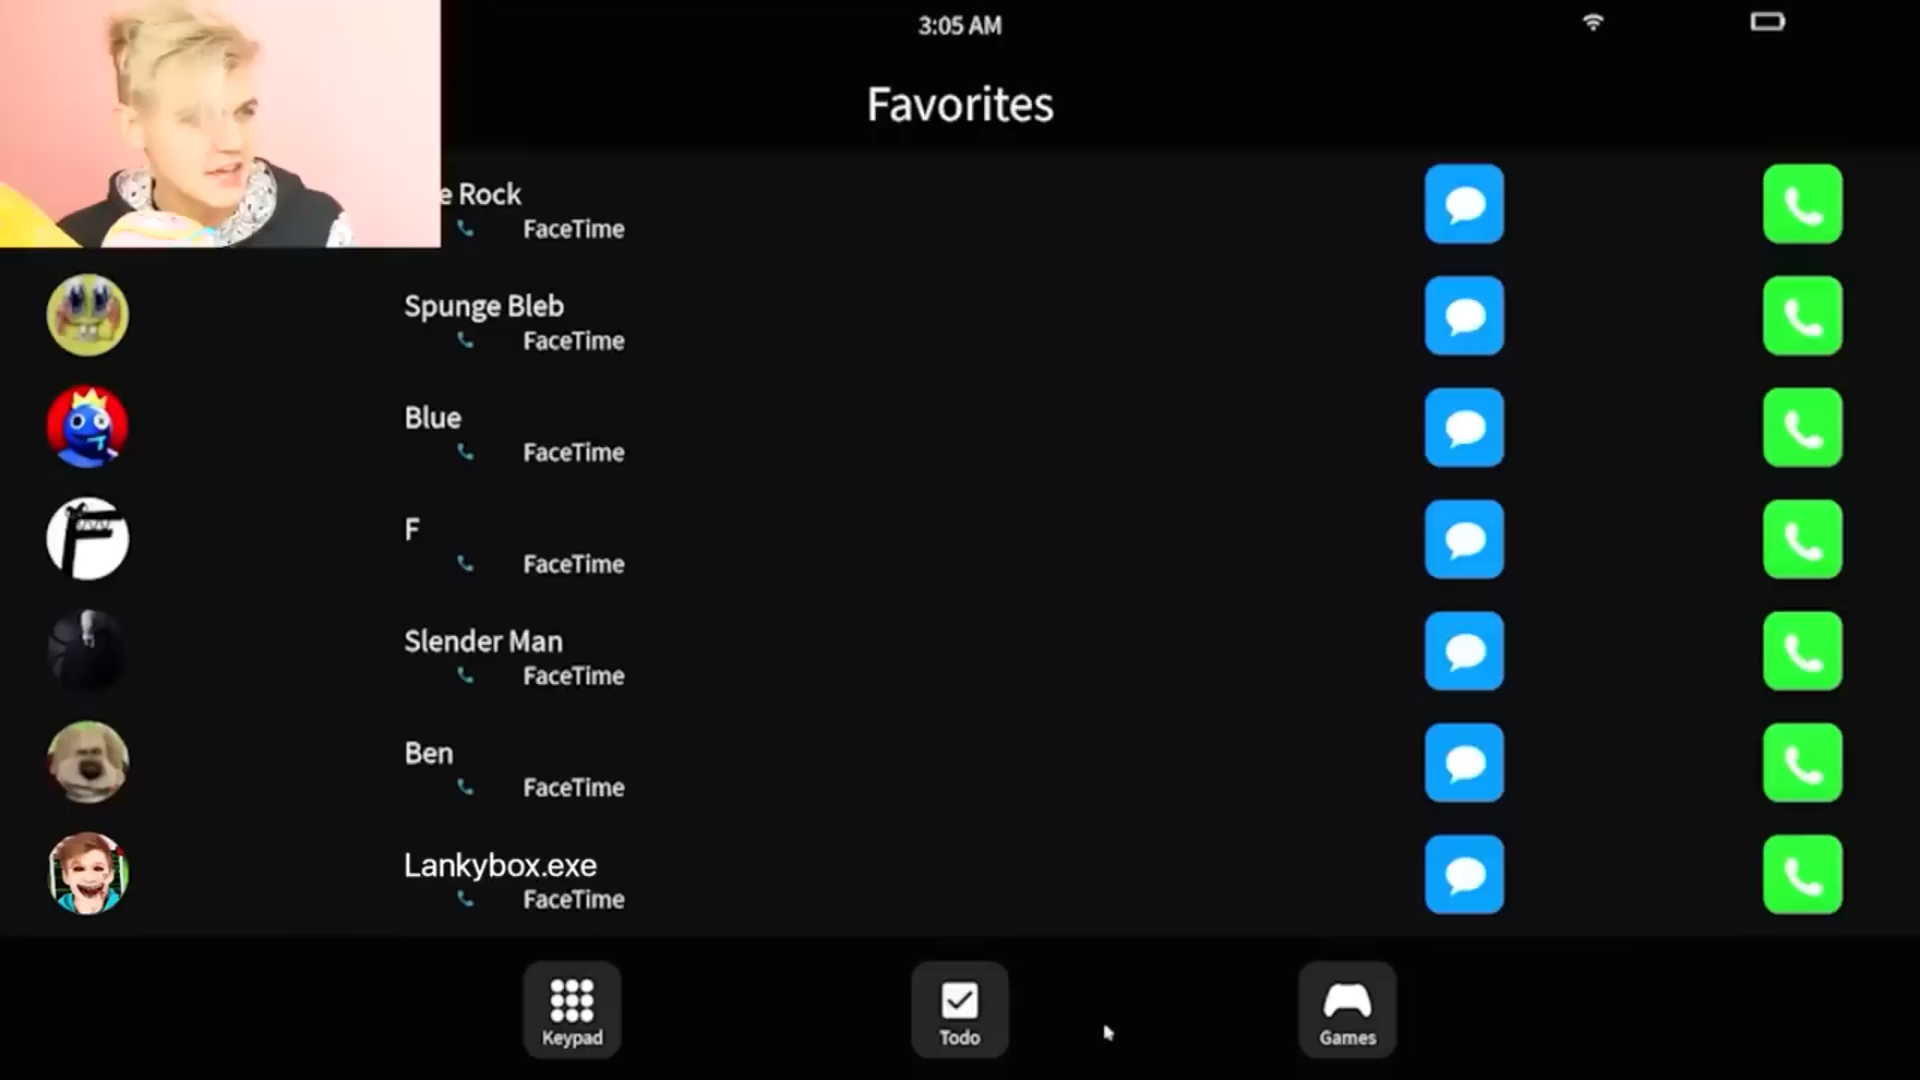 3:05 AM
Favorites
e Rock
FaceTime
Spunge Bleb
FaceTime
Blue
FaceTime
F
FaceTime
Slender Man
FaceTime
Ben
FaceTime
Lankybox.exe
FaceTime
Keypad
Todo
Games